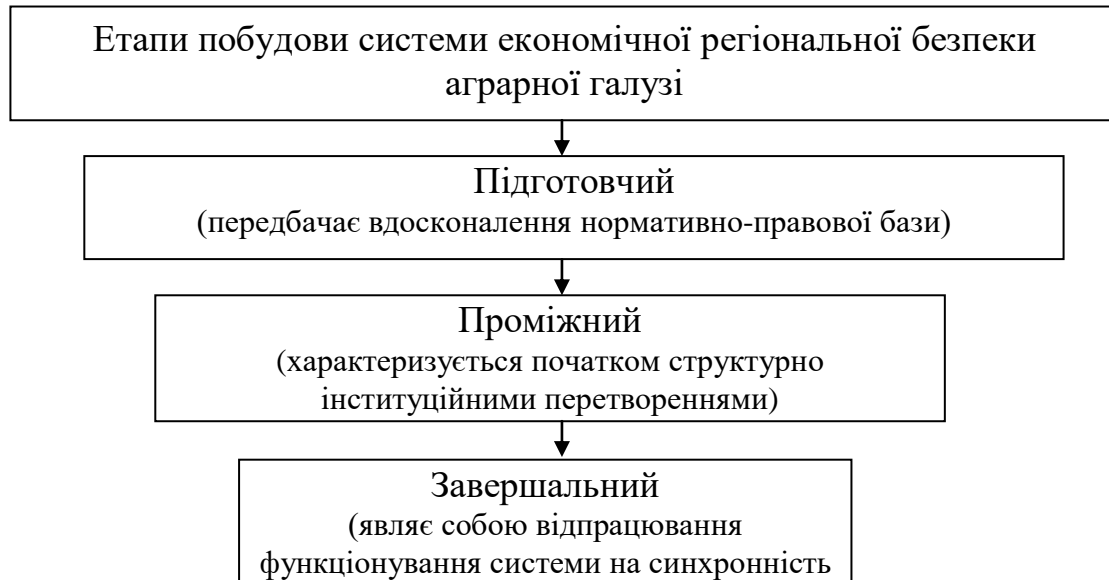 Етапи побудови системи економічної регіональної безпеки
аграрної галузі
Підготовчий
(передбачає вдосконалення нормативно-правової бази)
Проміжний
(характеризується початком структурно
інституційними перетвореннями)
Завершальний
(являє собою відпрацювання
функціонування системи на синхронність